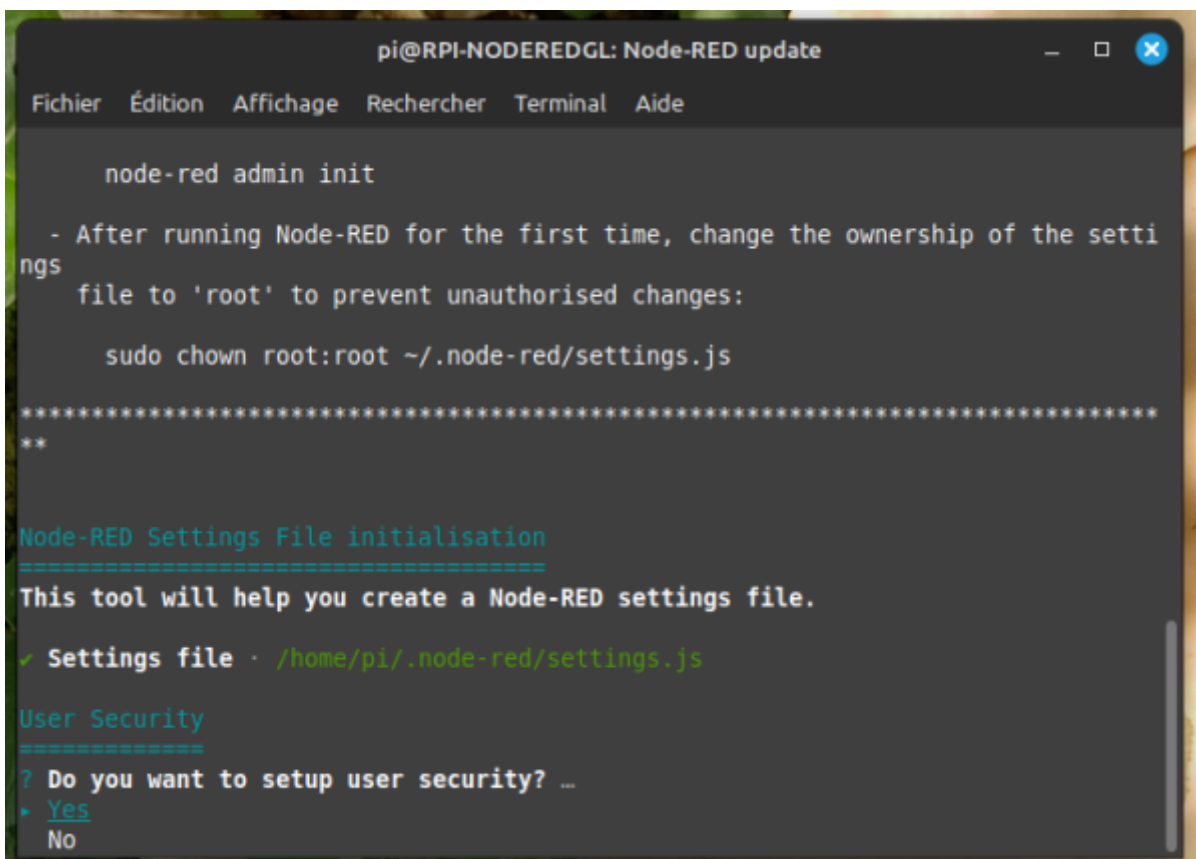 pi@RPI-NODEREDGL: Node-RED update
Fichier Édition Affichage Rechercher Terminal Aide
node-red admin init
- After running Node-RED for the first time, change the ownership of the setti
ngs
file to 'root' to prevent unauthorised changes:
sudo chown root:root ~/.node-red/settings.js
********************************************************************************
**
Node-RED Settings File initialisation
=====================================
This tool will help you create a Node-RED settings file.
✔ Settings file · /home/pi/.node-red/settings.js
User Security
=============
? Do you want to setup user security? …
▸ Yes
No